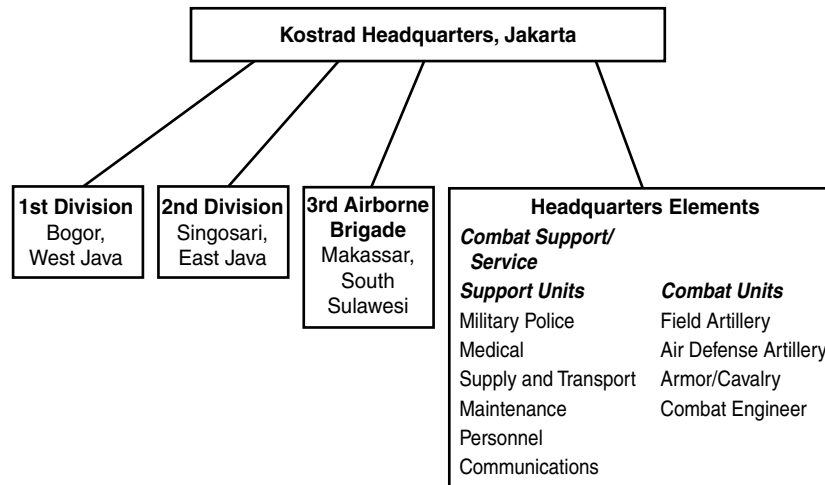 Kostrad Headquarters, Jakarta
1st Division
Bogor,
West Java
2nd Division
Singosari,
East Java
3rd Airborne
Brigade
Makassar,
South
Sulawesi
Headquarters Elements
Combat Support/
Service
Support Units
Military Police
Medical
Supply and Transport
Maintenance
Personnel
Communications
Combat Units
Field Artillery
Air Defense Artillery
Armor/Cavalry
Combat Engineer